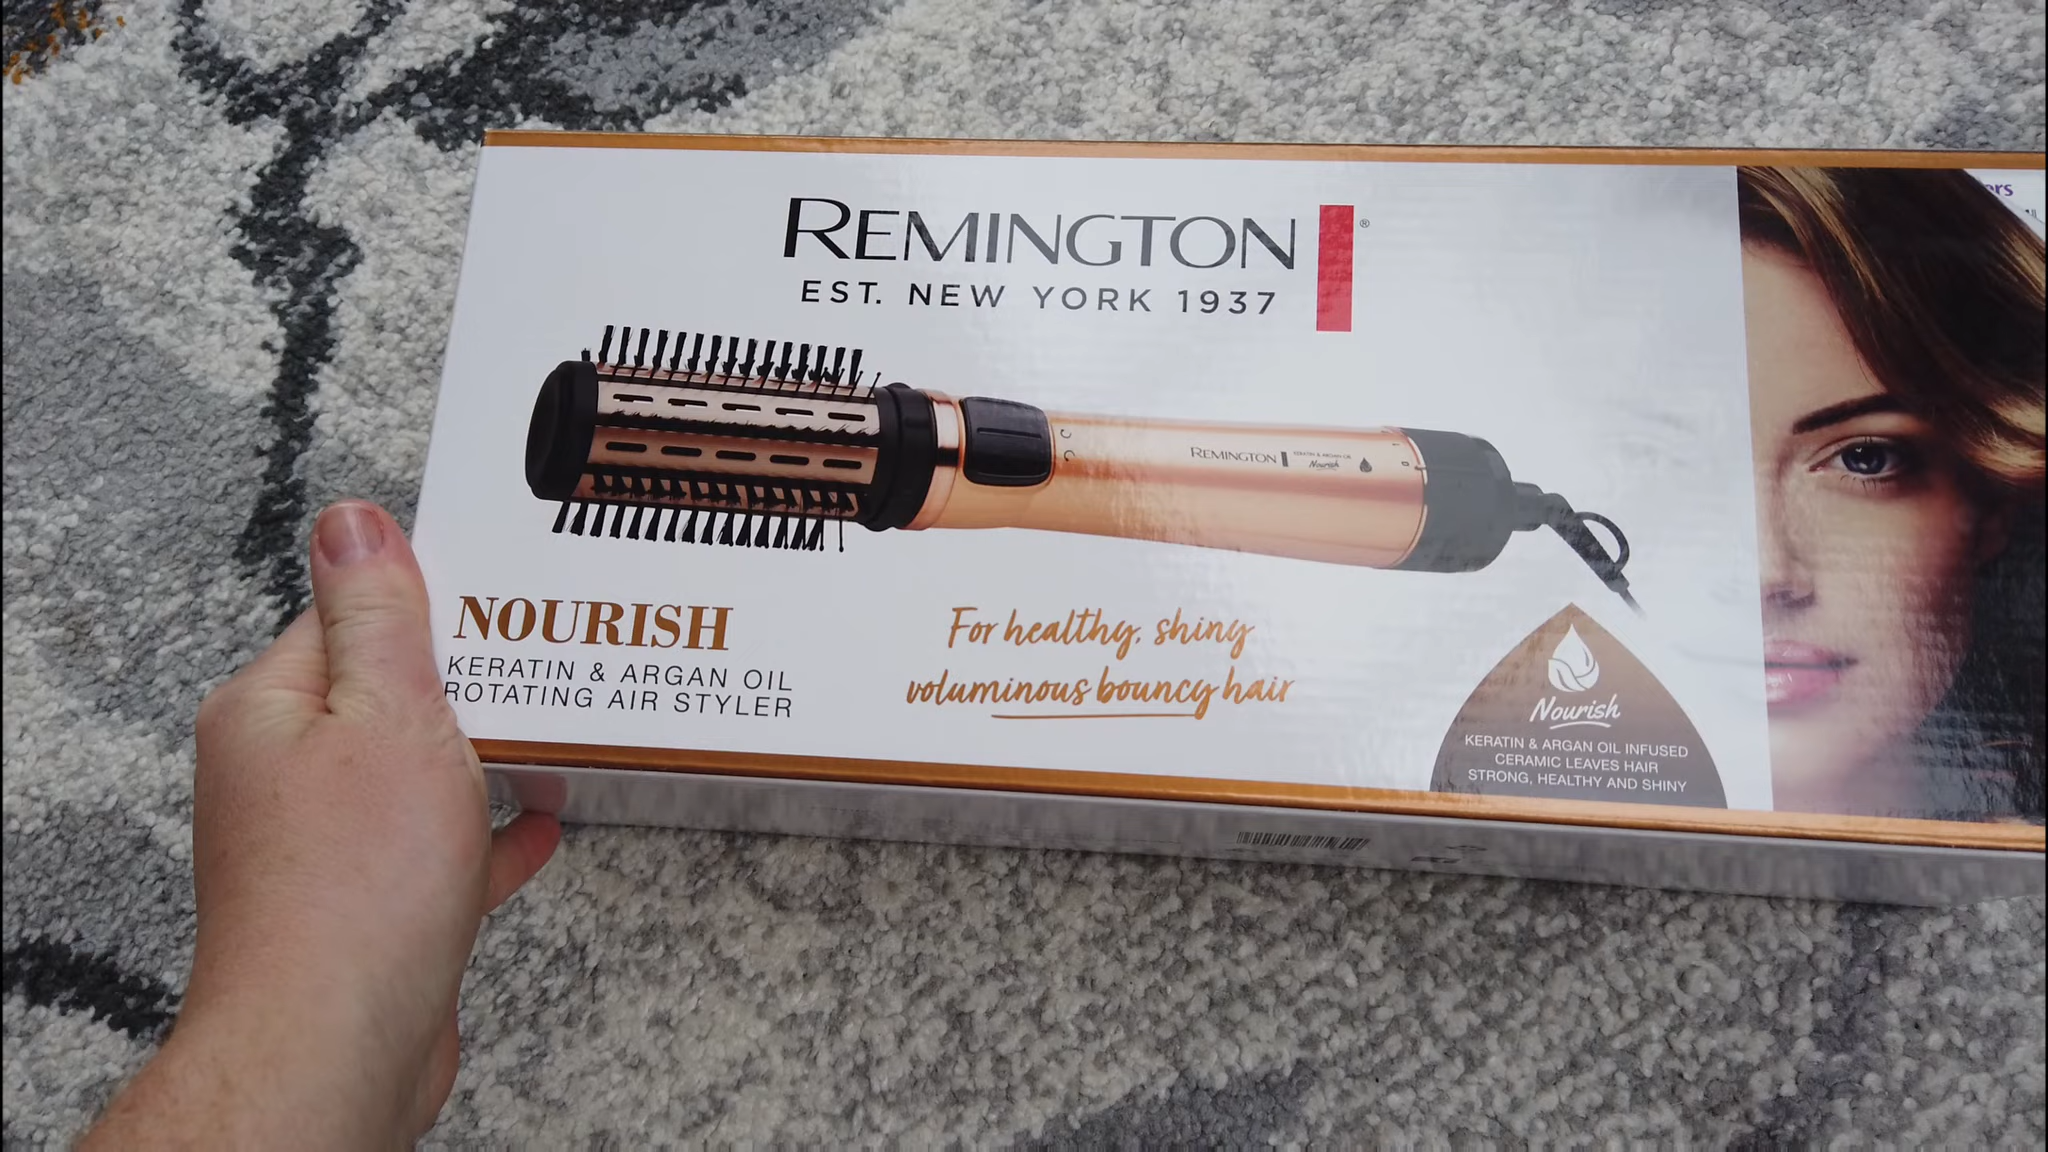 REMINGTON®
EST. NEW YORK 1937
REMINGTON
Nourish
NOURISH
KERATIN & ARGAN OIL
ROTATING AIR STYLER
For healthy, shiny
voluminous bouncy hair
Nourish
KERATIN & ARGAN OIL INFUSED
CERAMIC LEAVES HAIR
STRONG, HEALTHY AND SHINY